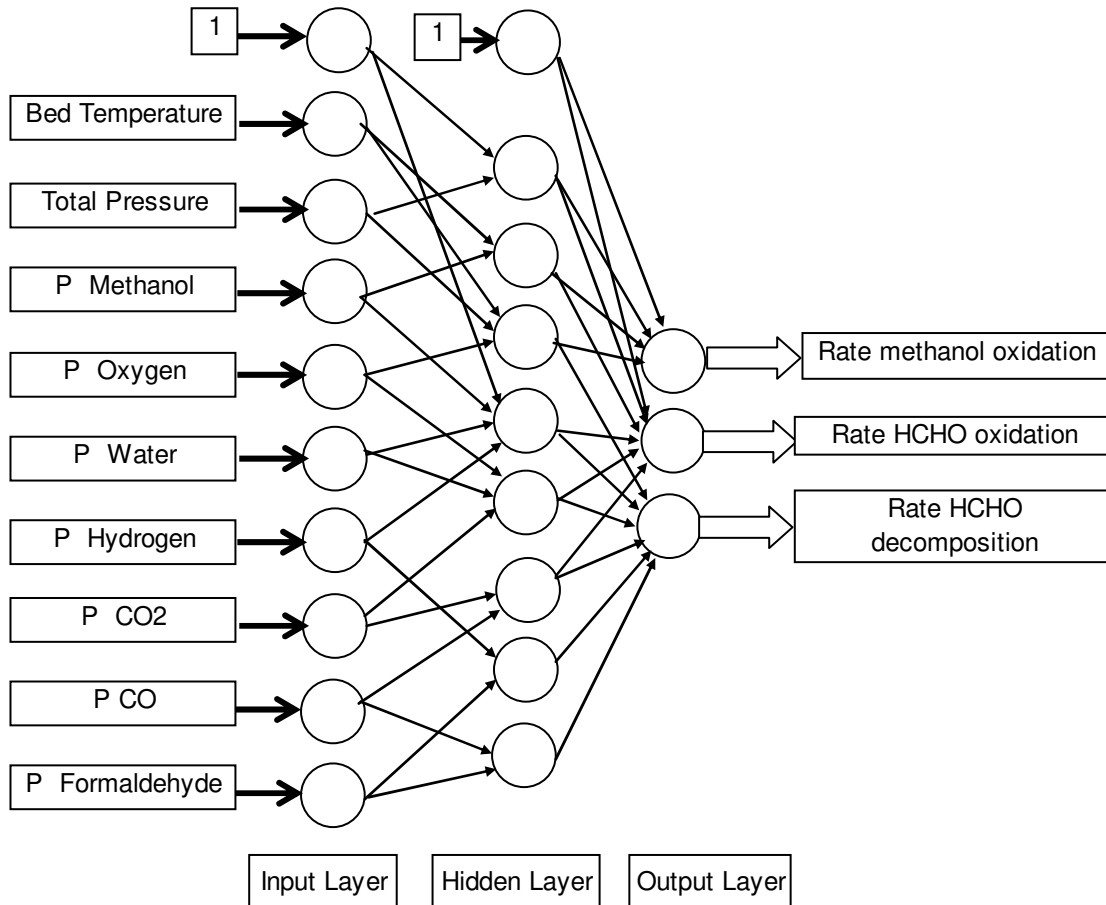 1
1
Bed Temperature
Total Pressure
P Methanol
P Oxygen
P Water
P Hydrogen
P CO2
P CO
P Formaldehyde
Rate methanol oxidation
Rate HCHO oxidation
Rate HCHO
decomposition
Input Layer
Hidden Layer
Output Layer